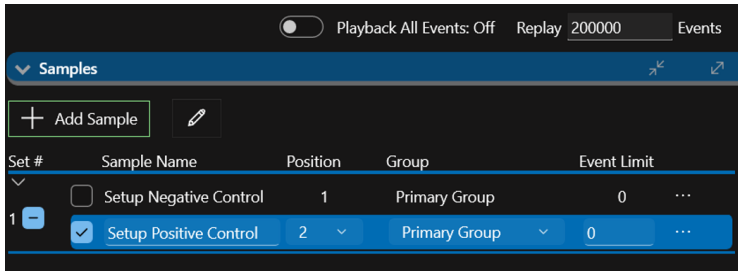 Playback All Events: Off Replay 200000 Events
Samples
Add Sample
Set # Sample Name Position Group Event Limit
Setup Negative Control 1 Primary Group 0 ...
1
Setup Positive Control 2 Primary Group 0 ...